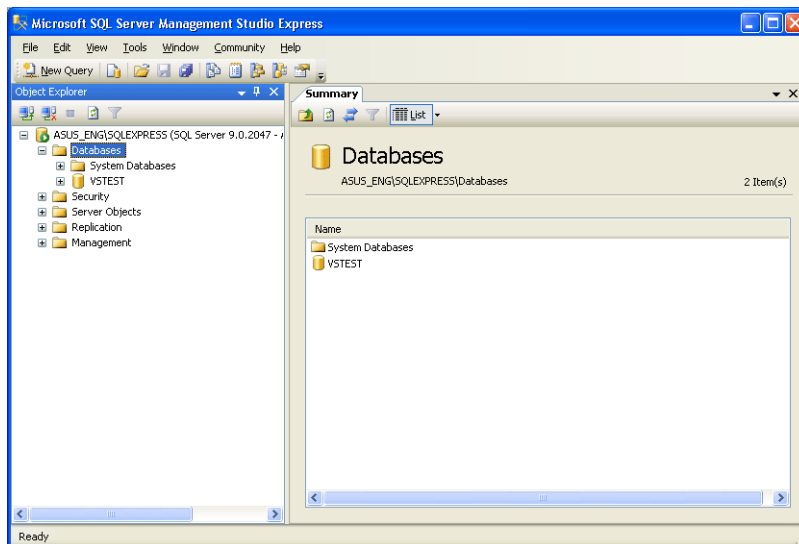 Microsoft SQL Server Management Studio Express
File Edit View Tools Window Community Help
New Query
Object Explorer
ASUS_ENG\SQLEXPRESS (SQL Server 9.0.2047 -
Databases
System Databases
VSTEST
Security
Server Objects
Replication
Management
Summary
List
Databases
ASUS_ENG\SQLEXPRESS\Databases
2 Item(s)
Name
System Databases
VSTEST
Ready